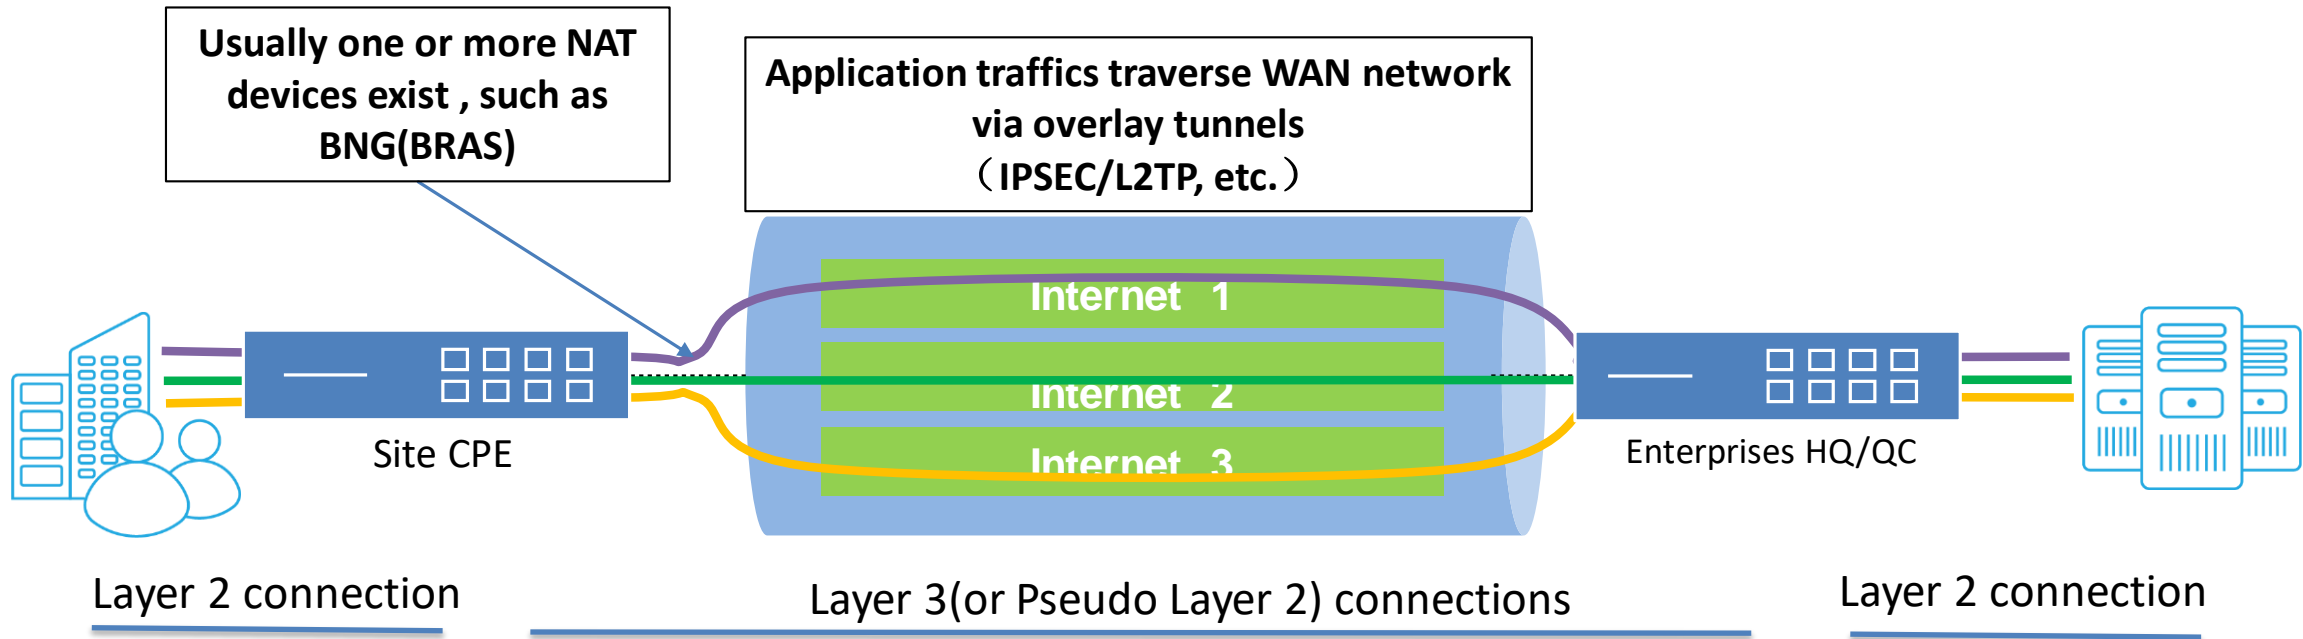 Usually one or more NAT
devices exist , such as
BNG(BRAS)
Application traffics traverse WAN network
via overlay tunnels
（IPSEC/L2TP, etc.）
Internet 1
Internet 2
Internet 3
Site CPE
Enterprises HQ/QC
Layer 2 connection
Layer 3(or Pseudo Layer 2) connections
Layer 2 connection